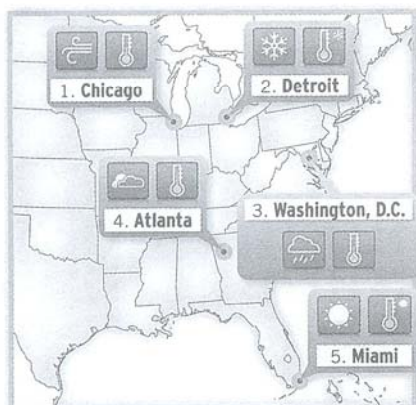 1. Chicago
2. Detroit
3. Washington, D.C.
4. Atlanta
5. Miami